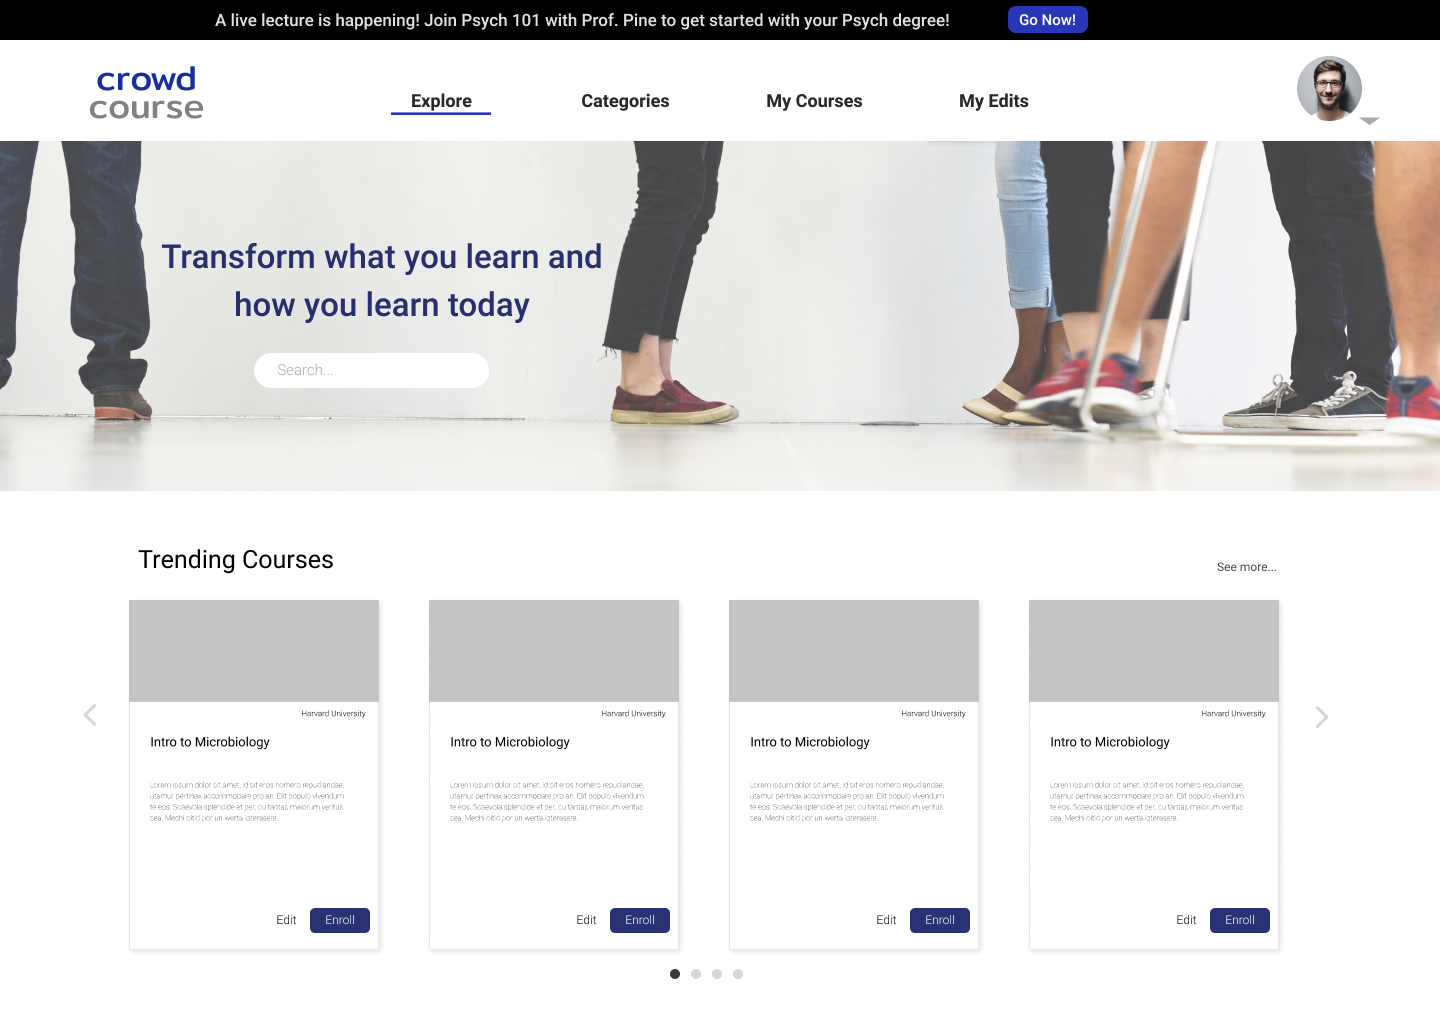 A live lecture is happening! Join Psych 101 with Prof. Pine to get started with your Psych degree!
Go Now!
crowd
course
Explore
Categories
My Courses
My Edits
Transform what you learn and
how you learn today
Search...
Trending Courses
See more...
Harvard University
Intro to Microbiology
Lorem ipsum dolor sit amet, id sit eros homero repudiandae,
utamur pertinax accommodare pro an. Elit populo vivendum
te eos. Scaevola splendide et per, cu tantas malorum veritus
sea. Mechi oitid por un werta
Edit
Enroll
Harvard University
Intro to Microbiology
Lorem ipsum dolor sit amet, id sit eros homero repudiandae,
utamur pertinax accommodare pro an. Elit populo vivendum
te eos. Scaevola splendide et per, cu tantas malorum veritus
sea. Mechi oitid por un werta
Edit
Enroll
Harvard University
Intro to Microbiology
Lorem ipsum dolor sit amet, id sit eros homero repudiandae,
utamur pertinax accommodare pro an. Elit populo vivendum
te eos. Scaevola splendide et per, cu tantas malorum veritus
sea. Mechi oitid por un werta
Edit
Enroll
Harvard University
Intro to Microbiology
Lorem ipsum dolor sit amet, id sit eros homero repudiandae,
utamur pertinax accommodare pro an. Elit populo vivendum
te eos. Scaevola splendide et per, cu tantas malorum veritus
sea. Mechi oitid por un werta
Edit
Enroll